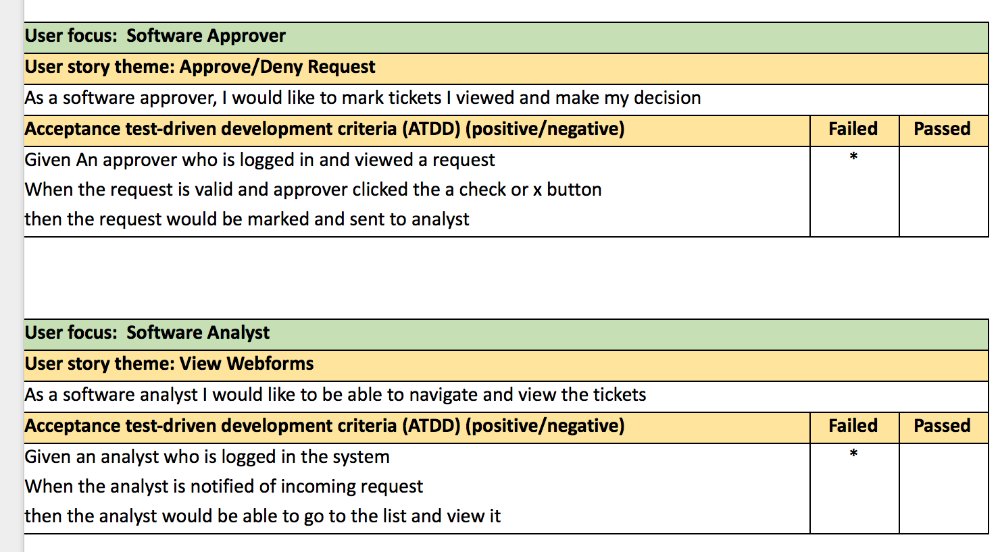 User focus:  Software Approver
User story theme: Approve/Deny Request
As a software approver, I would like to mark tickets I viewed and make my decision
Acceptance test-driven development criteria (ATDD) (positive/negative) Failed Passed
Given An approver who is logged in and viewed a request *
When the request is valid and approver clicked the a check or x button
then the request would be marked and sent to analyst
User focus:  Software Analyst
User story theme: View Webforms
As a software analyst I would like to be able to navigate and view the tickets
Acceptance test-driven development criteria (ATDD) (positive/negative) Failed Passed
Given an analyst who is logged in the system *
When the analyst is notified of incoming request
then the analyst would be able to go to the list and view it